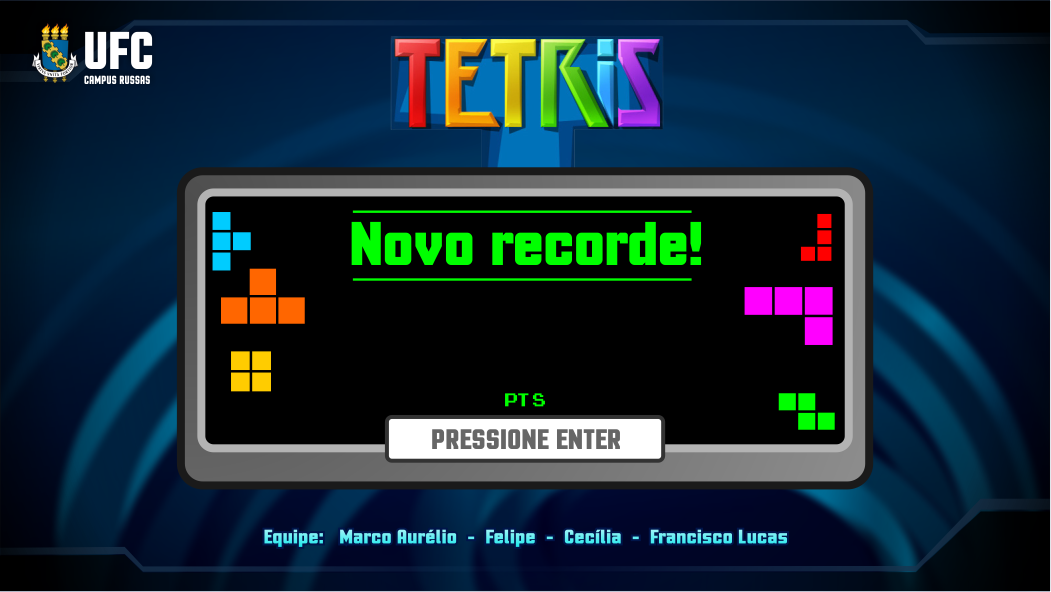 UFC
CAMPUS RUSSAS
TETRiS
Novo recorde!
PTS
PRESSIONE ENTER
Equipe: Marco Aurélio - Felipe - Cecília - Francisco Lucas